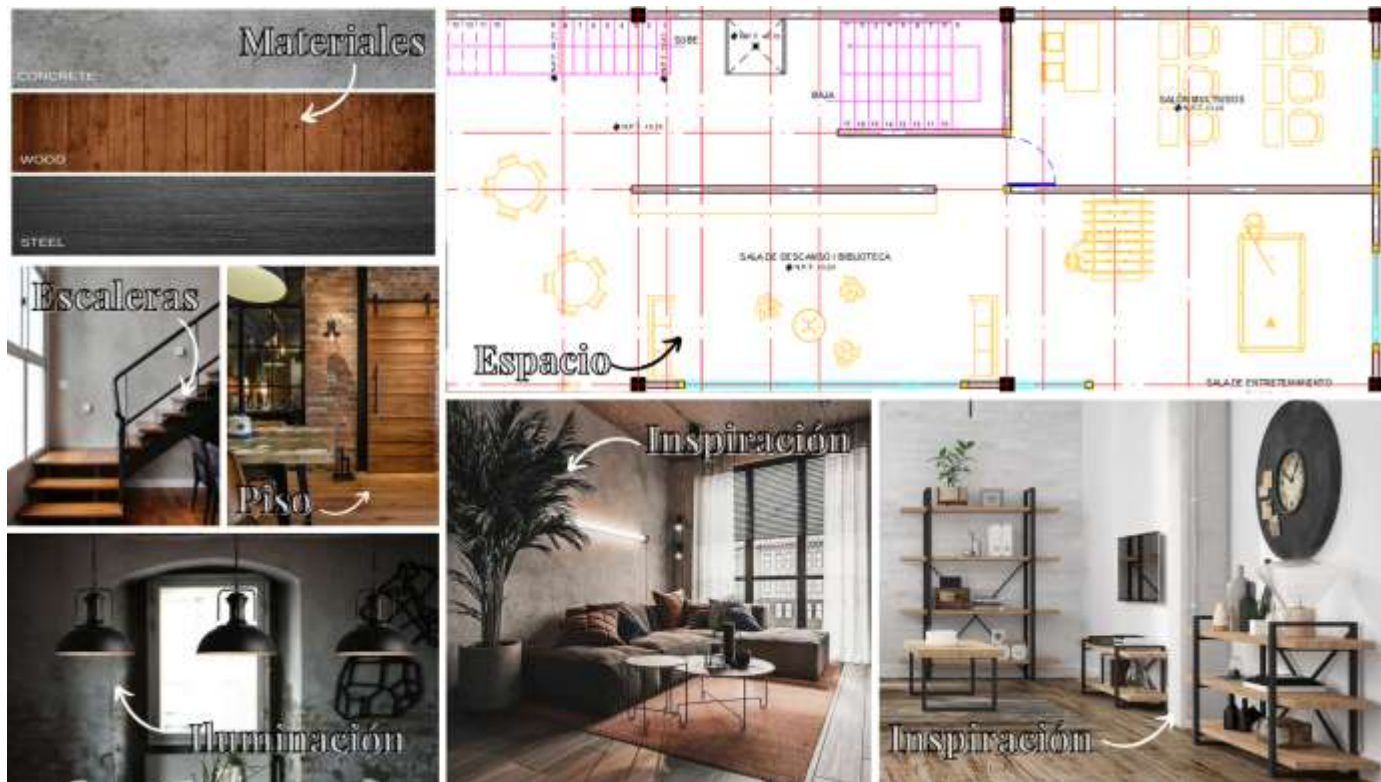 Materiales
CONCRETE
WOOD
STEEL
Escaleras
Piso
Iluminación
SUBE
BAJA
SALÓN MULTIUSOS
SALA DE DESCANSO / BIBLIOTECA
Espacio
SALA DE ENTRETENIMIENTO
Inspiración
Inspiración